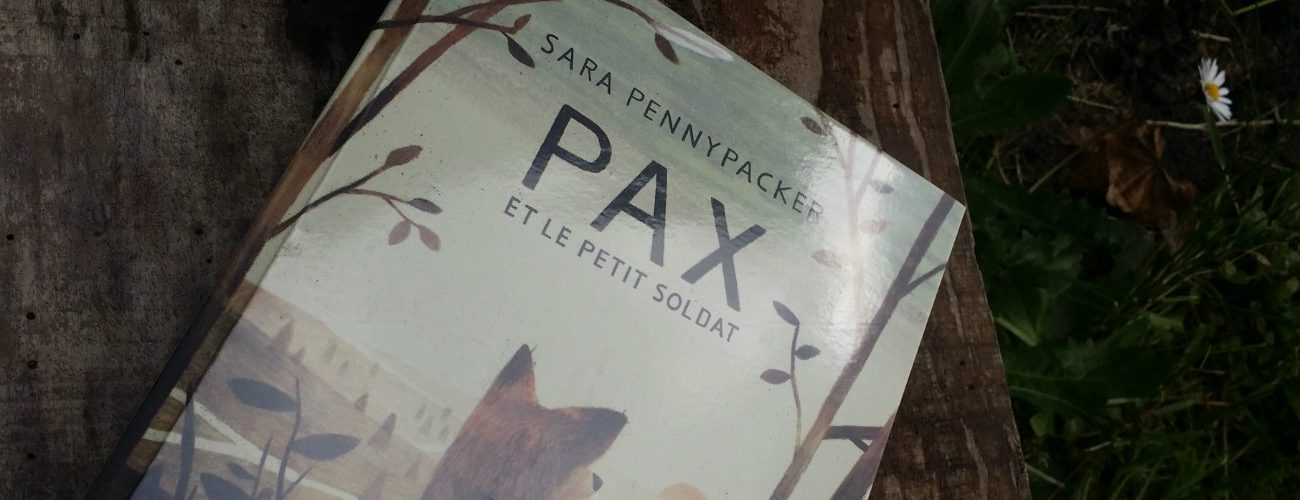 SARA PENNYPACKER
PAX
ET LE PETIT SOLDAT